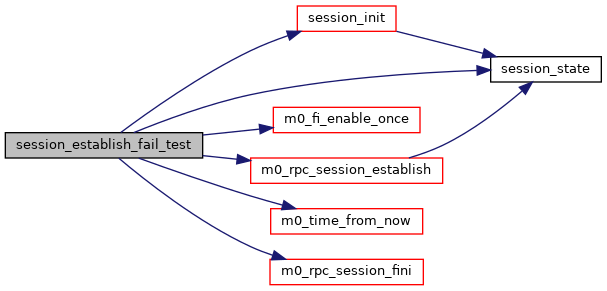 session_init
session_state
m0_fi_enable_once
session_establish_fail_test
m0_rpc_session_establish
m0_time_from_now
m0_rpc_session_fini